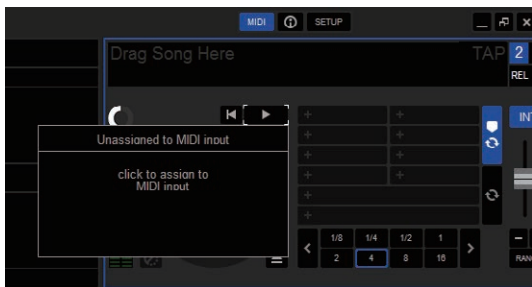 MIDI SETUP
Drag Song Here TAP 2
REL
INT
Unassigned to MIDI input
click to assign to
MIDI input
1/8 1/4 1/2 1
2 4 8 16